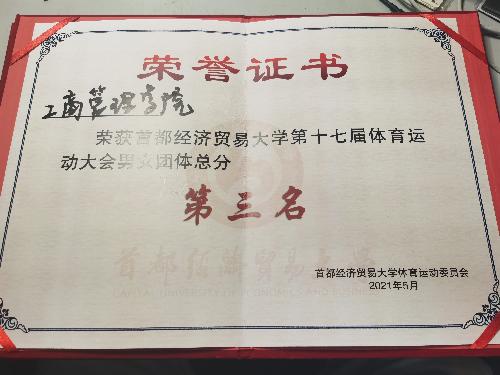 荣誉证书
工商管理学院
荣获首都经济贸易大学第十七届体育运
动大会男女团体总分
第三名
首都经济贸易大学
首都经济贸易大学体育运动委员会
2021年5月